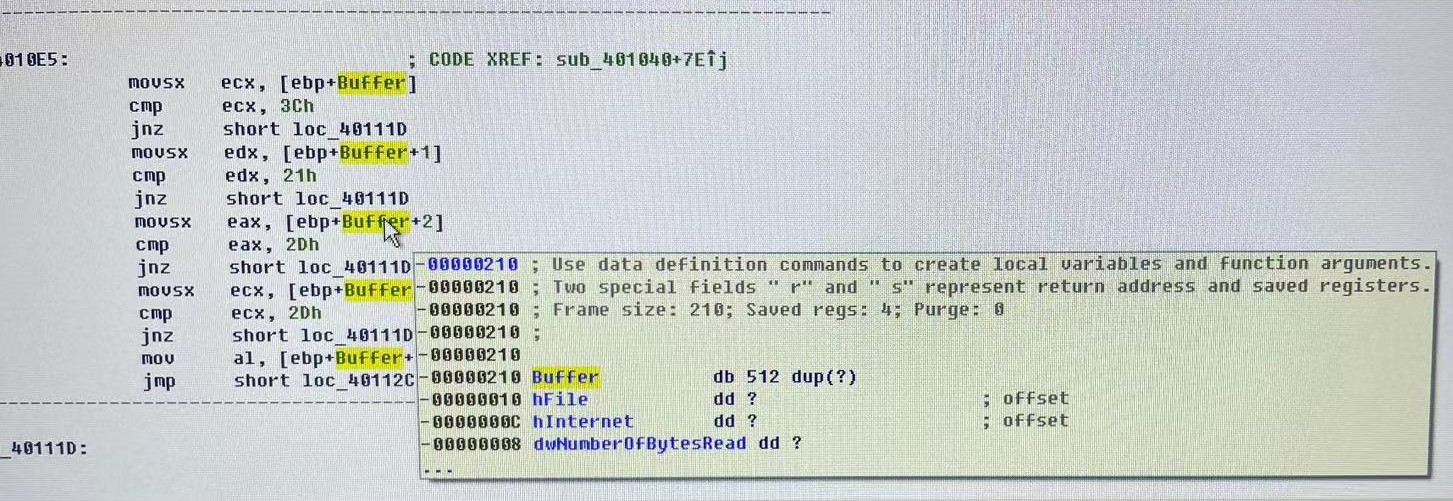 4010E5: ; CODE XREF: sub_401040+7E↑j
movsx ecx, [ebp+Buffer]
cmp ecx, 3Ch
jnz short loc_40111D
movsx edx, [ebp+Buffer+1]
cmp edx, 21h
jnz short loc_40111D
movsx eax, [ebp+Buffer+2]
cmp eax, 2Dh
jnz short loc_40111D
-00000210 ; Use data definition commands to create local variables and function arguments.
movsx ecx, [ebp+Buffer
-00000210 ; Two special fields " r" and " s" represent return address and saved registers.
cmp ecx, 2Dh
-00000210 ; Frame size: 210; Saved regs: 4; Purge: 0
jnz short loc_40111D
-00000210 ;
mov al, [ebp+Buffer+
-00000210
jmp short loc_40112C
-00000210 Buffer db 512 dup(?)
-00000010 hFile dd ? ; offset
-0000000C hInternet dd ? ; offset
-00000008 dwNumberOfBytesRead dd ?
...
_40111D: